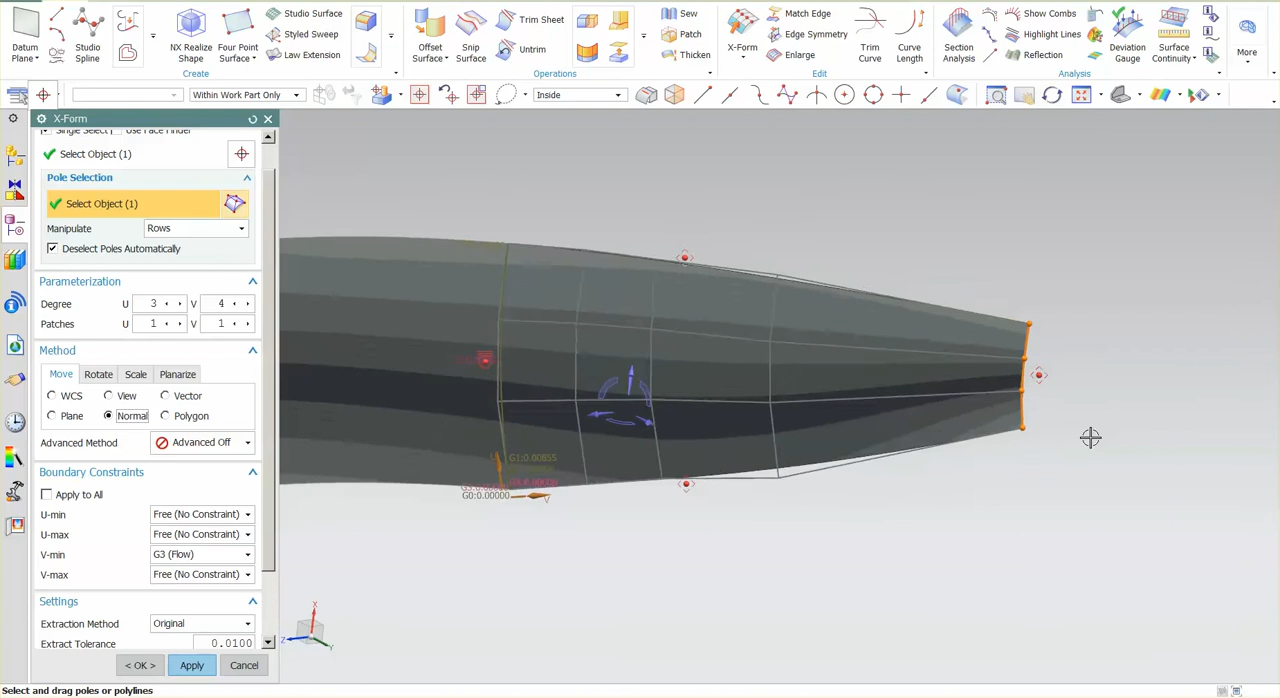 Datum Plane
Studio Spline
NX Realize Shape
Four Point Surface
Studio Surface
Styled Sweep
Law Extension
Create
Offset Surface
Snip Surface
Trim Sheet
Untrim
Sew
Patch
Thicken
Operations
X-Form
Match Edge
Edge Symmetry
Enlarge
Trim Curve
Curve Length
Edit
Section Analysis
Show Combs
Highlight Lines
Reflection
Deviation Gauge
Surface Continuity
Analysis
More
Within Work Part Only
Inside
X-Form
Single Select Use Face Finder
Select Object (1)
Pole Selection
Select Object (1)
Manipulate Rows
Deselect Poles Automatically
Parameterization
Degree U 3 V 4
Patches U 1 V 1
Method
Move Rotate Scale Planarize
WCS View Vector
Plane Normal Polygon
Advanced Method Advanced Off
Boundary Constraints
Apply to All
U-min Free (No Constraint)
U-max Free (No Constraint)
V-min G3 (Flow)
V-max Free (No Constraint)
Settings
Extraction Method Original
Extract Tolerance 0.0100
< OK > Apply Cancel
G1:0.00655
G0:0.00000
V
X
Z
Y
Select and drag poles or polylines